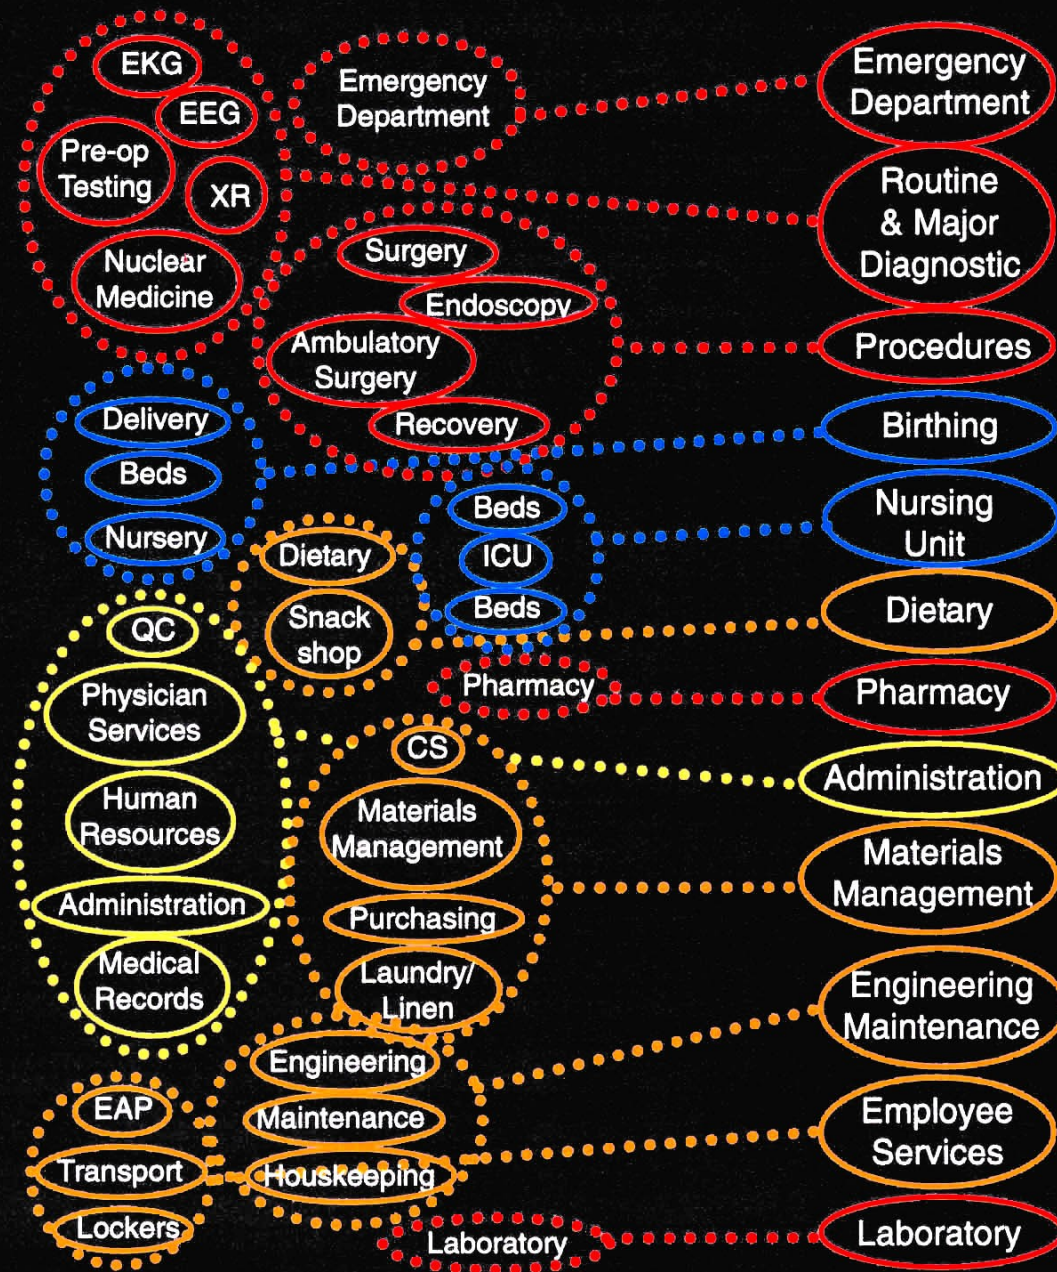 EKG
EEG
Pre-op
Testing
XR
Nuclear
Medicine
Emergency
Department
Surgery
Endoscopy
Ambulatory
Surgery
Recovery
Delivery
Beds
Nursery
Beds
ICU
Beds
Dietary
Snack
shop
Pharmacy
QC
Physician
Services
Human
Resources
Administration
Medical
Records
CS
Materials
Management
Purchasing
Laundry/
Linen
Engineering
Maintenance
Houskeeping
EAP
Transport
Lockers
Laboratory
Emergency
Department
Routine
& Major
Diagnostic
Procedures
Birthing
Nursing
Unit
Dietary
Pharmacy
Administration
Materials
Management
Engineering
Maintenance
Employee
Services
Laboratory